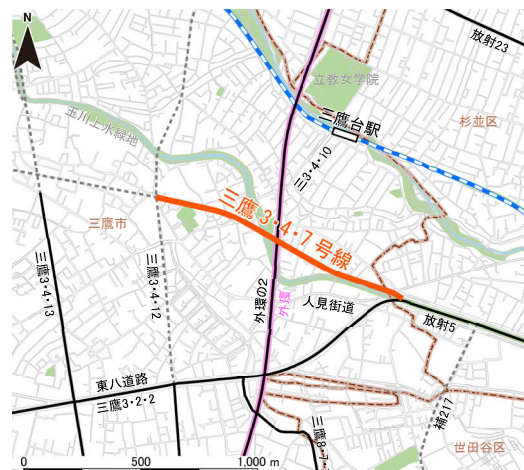 N
放射23
立教女学院
三鷹台駅
杉並区
玉川上水緑地
三3・4・10
三鷹3・4・7号線
三鷹市
三鷹3・4・13
三鷹3・4・12
外環の2
外環
人見街道
放射5
東八道路
三鷹3・2・2
補217
三鷹3・4・7
世田谷区
0 500 1,000 m